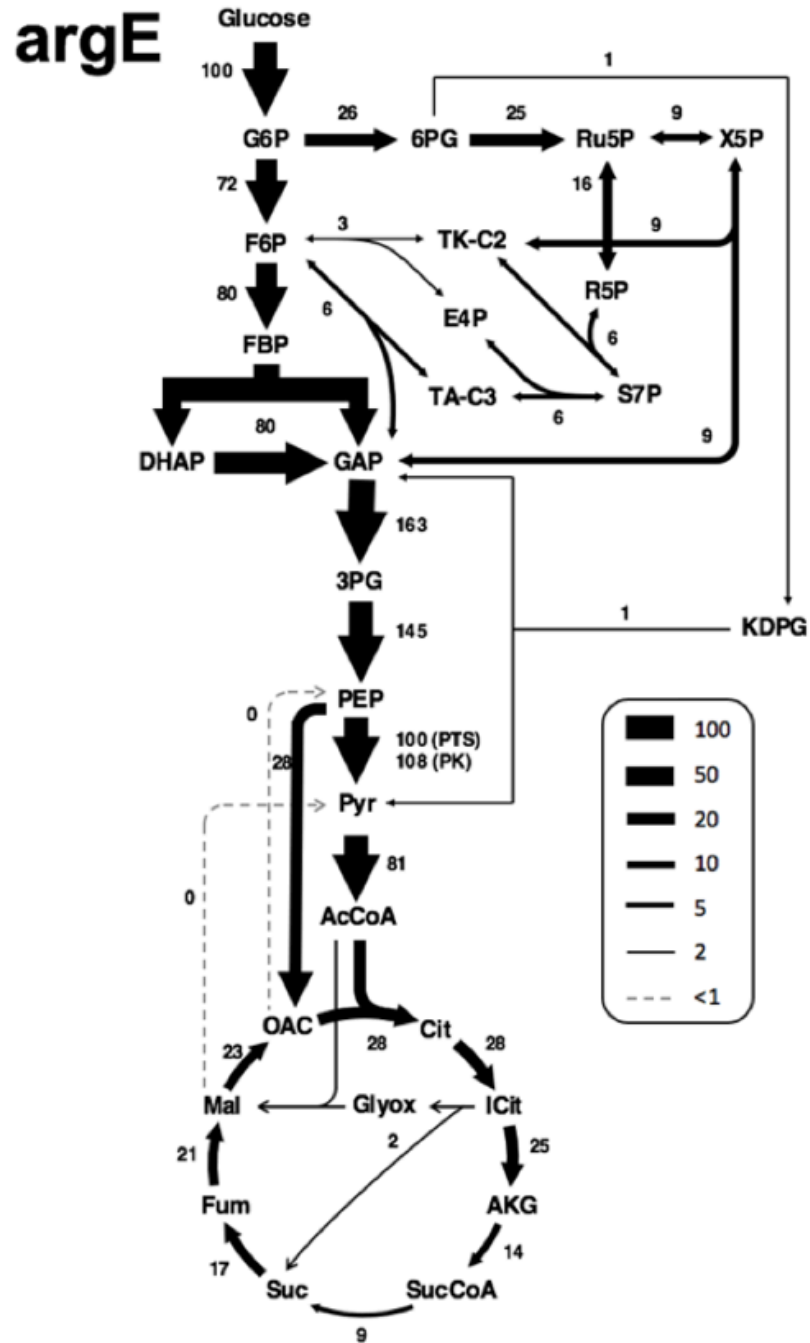 argE
Glucose
100
1
G6P
26
6PG
25
Ru5P
9
X5P
72
16
F6P
3
TK-C2
9
80
6
E4P
R5P
6
FBP
TA-C3
6
S7P
80
9
DHAP
GAP
163
3PG
145
1
KDPG
PEP
0
100 (PTS)
108 (PK)
28
Pyr
81
0
AcCoA
OAC
28
Cit
28
23
Mal
Glyox
ICit
2
25
21
Fum
AKG
14
17
Suc
SucCoA
9
100
50
20
10
5
2
<1